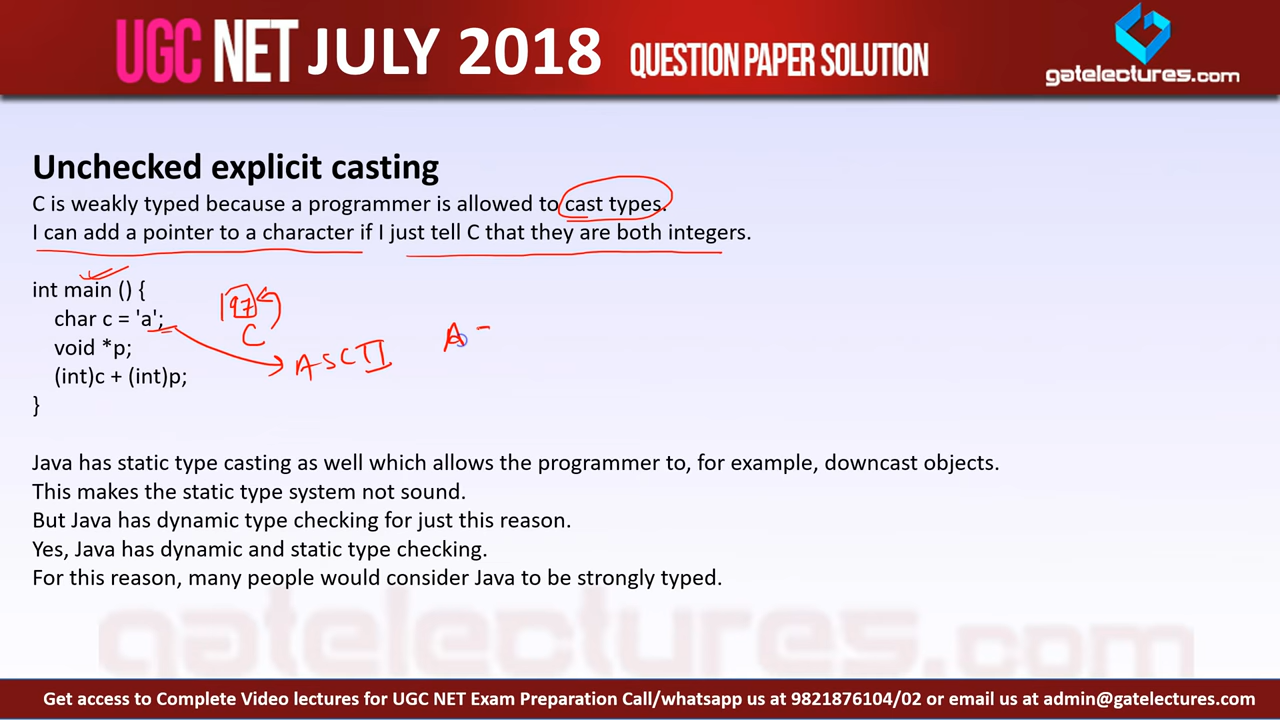 UGC NET JULY 2018 QUESTION PAPER SOLUTION
gatelectures.com
Unchecked explicit casting
C is weakly typed because a programmer is allowed to cast types.
I can add a pointer to a character if I just tell C that they are both integers.
int main () {
char c = 'a';
void *p;
(int)c + (int)p;
}
97
C
ASCII
A -
Java has static type casting as well which allows the programmer to, for example, downcast objects.
This makes the static type system not sound.
But Java has dynamic type checking for just this reason.
Yes, Java has dynamic and static type checking.
For this reason, many people would consider Java to be strongly typed.
gatelectures.com
Get access to Complete Video lectures for UGC NET Exam Preparation Call/whatsapp us at 9821876104/02 or email us at admin@gatelectures.com